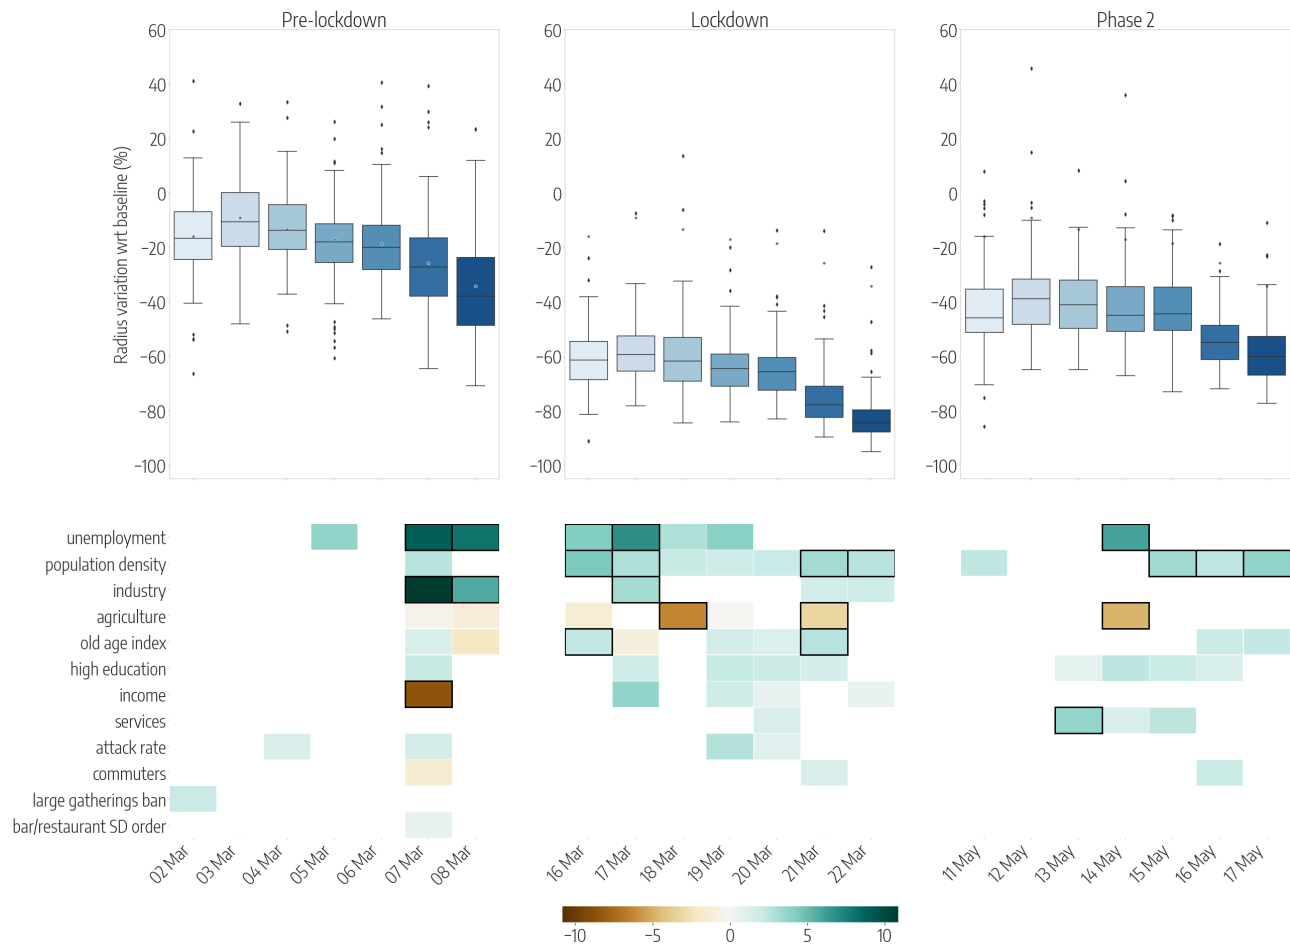 Pre-lockdown Lockdown Phase 2
60 60 60
40 40 40
20 20 20
0 0 0
−20 −20 −20
−40 −40 −40
−60 −60 −60
−80 −80 −80
−100 −100 −100
Radius variation wrt baseline (%)
unemployment
population density
industry
agriculture
old age index
high education
income
services
attack rate
commuters
large gatherings ban
bar/restaurant SD order
02 Mar 03 Mar 04 Mar 05 Mar 06 Mar 07 Mar 08 Mar 16 Mar 17 Mar 18 Mar 19 Mar 20 Mar 21 Mar 22 Mar 11 May 12 May 13 May 14 May 15 May 16 May 17 May
−10 −5 0 5 10